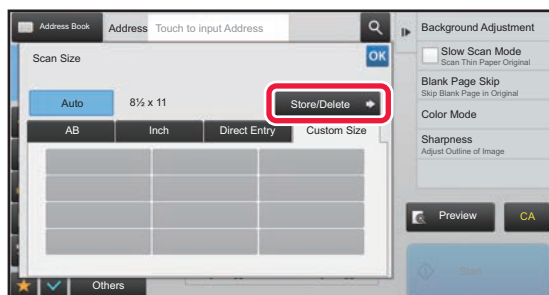 Address Book
Address
Touch to input Address
Scan Size
OK
Auto
8½ x 11
Store/Delete
AB
Inch
Direct Entry
Custom Size
Others
Background Adjustment
Slow Scan Mode
Scan Thin Paper Original
Blank Page Skip
Skip Blank Page in Original
Color Mode
Sharpness
Adjust Outline of Image
Preview
CA
Start